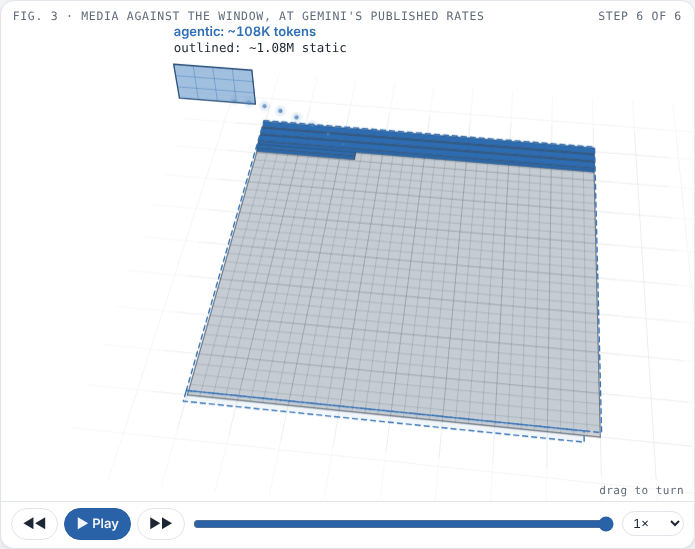 FIG. 3 · MEDIA AGAINST THE WINDOW, AT GEMINI'S PUBLISHED RATES
STEP 6 OF 6
agentic: ~108K tokens
outlined: ~1.08M static
drag to turn
Play
1×